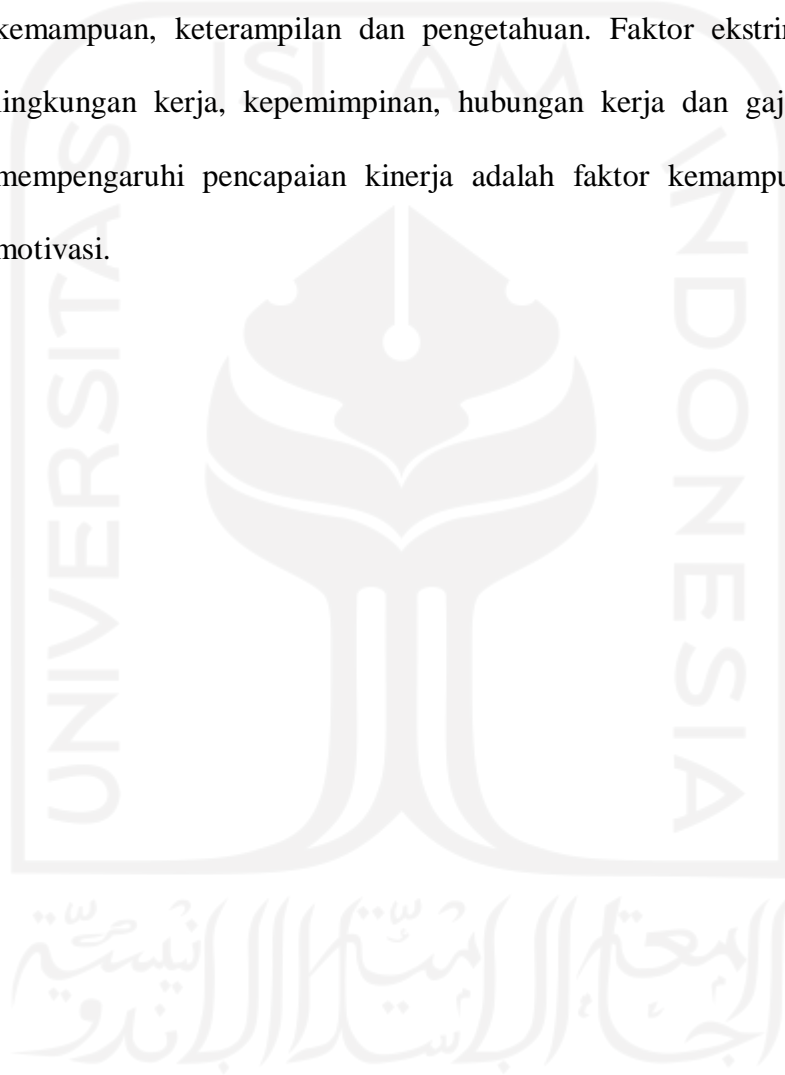 kemampuan, keterampilan dan pengetahuan. Faktor ekstrin
lingkungan kerja, kepemimpinan, hubungan kerja dan gaj
mempengaruhi pencapaian kinerja adalah faktor kemampu
motivasi.
ISLAM
UNIVERSITAS
INDONESIA